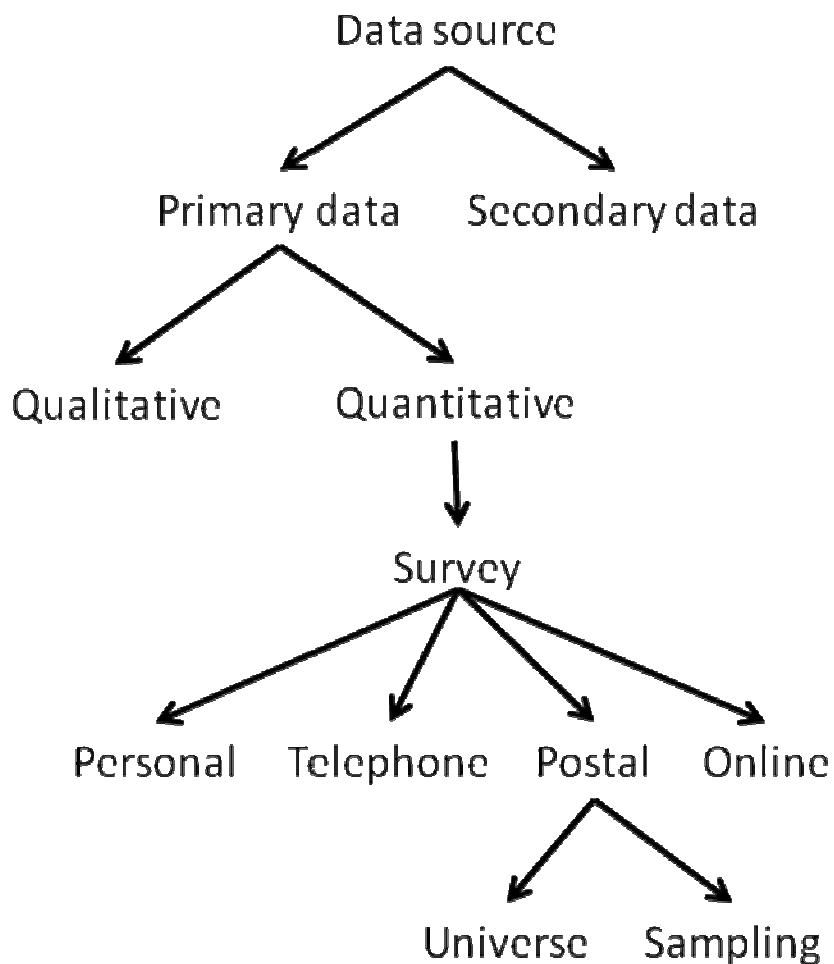 Data source
Primary data Secondary data
Qualitative Quantitative
Survey
Personal Telephone Postal Online
Universe Sampling